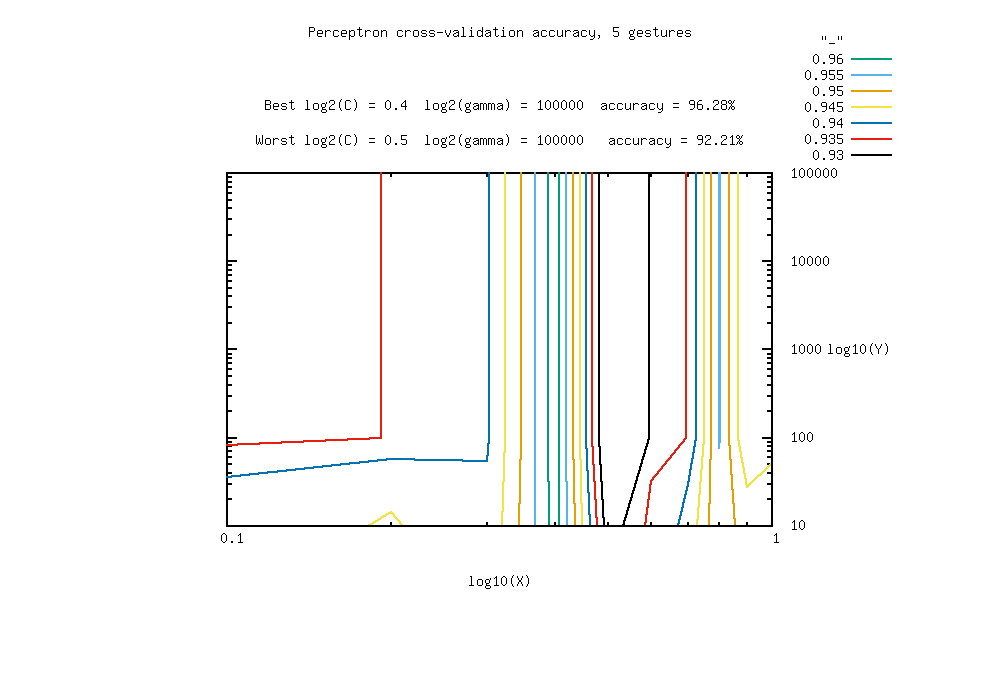 Perceptron cross-validation accuracy, 5 gestures
"_"
0.96
0.955
0.95
0.945
0.94
0.935
0.93
Best log2(C) = 0.4 log2(gamma) = 100000 accuracy = 96.28%
Worst log2(C) = 0.5 log2(gamma) = 100000 accuracy = 92.21%
100000
10000
1000 log10(Y)
100
10
0.1 1
log10(X)